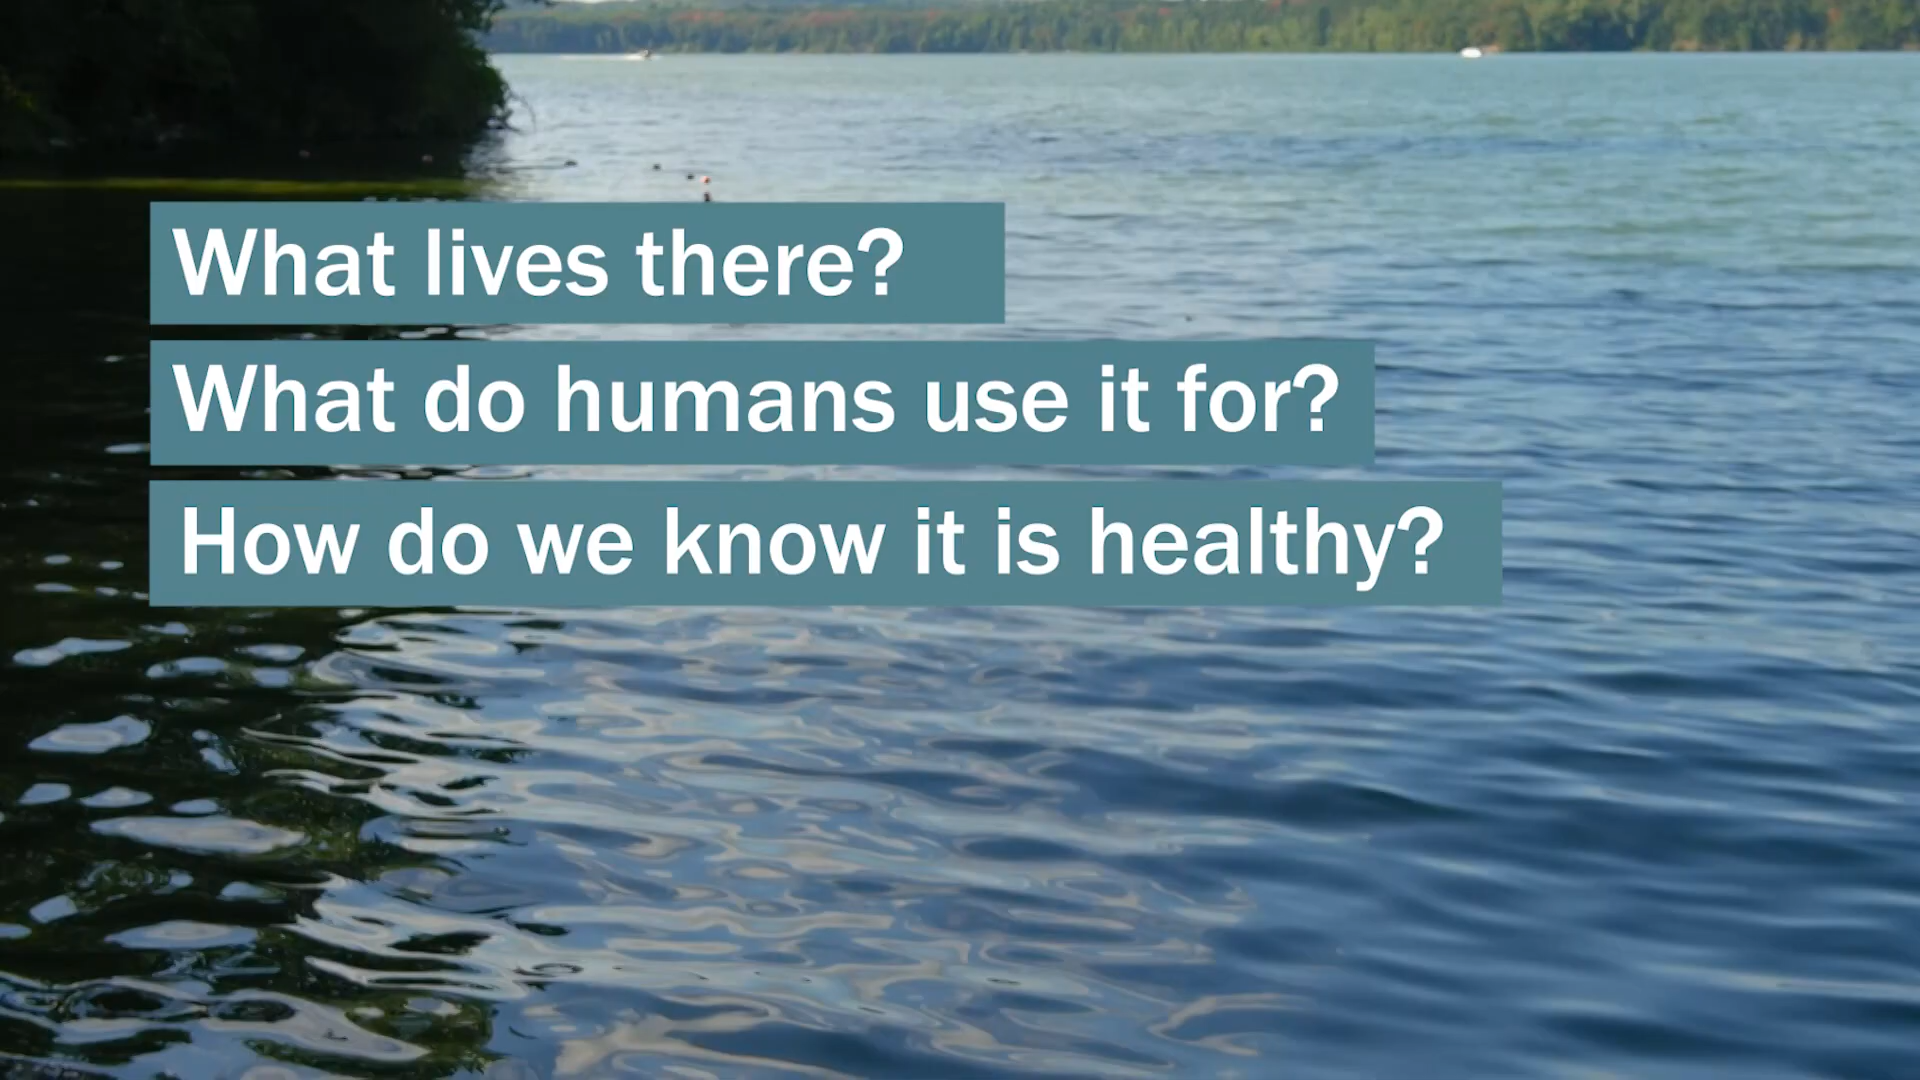 What lives there?
What do humans use it for?
How do we know it is healthy?